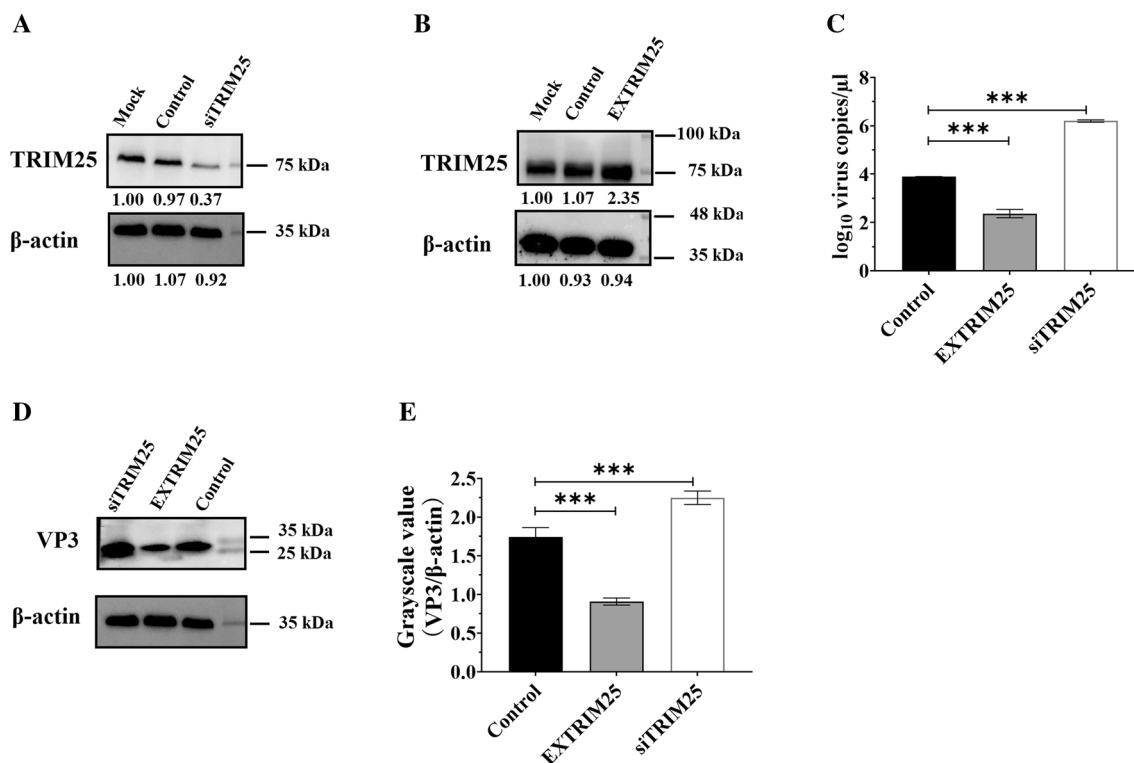 A
Mock Control siTRIM25
TRIM25
75 kDa
1.00 0.97 0.37
β-actin
35 kDa
1.00 1.07 0.92
B
Mock Control EXTRIM25
100 kDa
TRIM25
75 kDa
1.00 1.07 2.35
48 kDa
β-actin
35 kDa
1.00 0.93 0.94
C
log10 virus copies/μl
8
6
4
2
0
***
***
Control EXTRIM25 siTRIM25
D
siTRIM25 EXTRIM25 Control
VP3
35 kDa
25 kDa
β-actin
35 kDa
E
Grayscale value
(VP3/β-actin)
2.5
2.0
1.5
1.0
0.5
0.0
***
***
Control EXTRIM25 siTRIM25